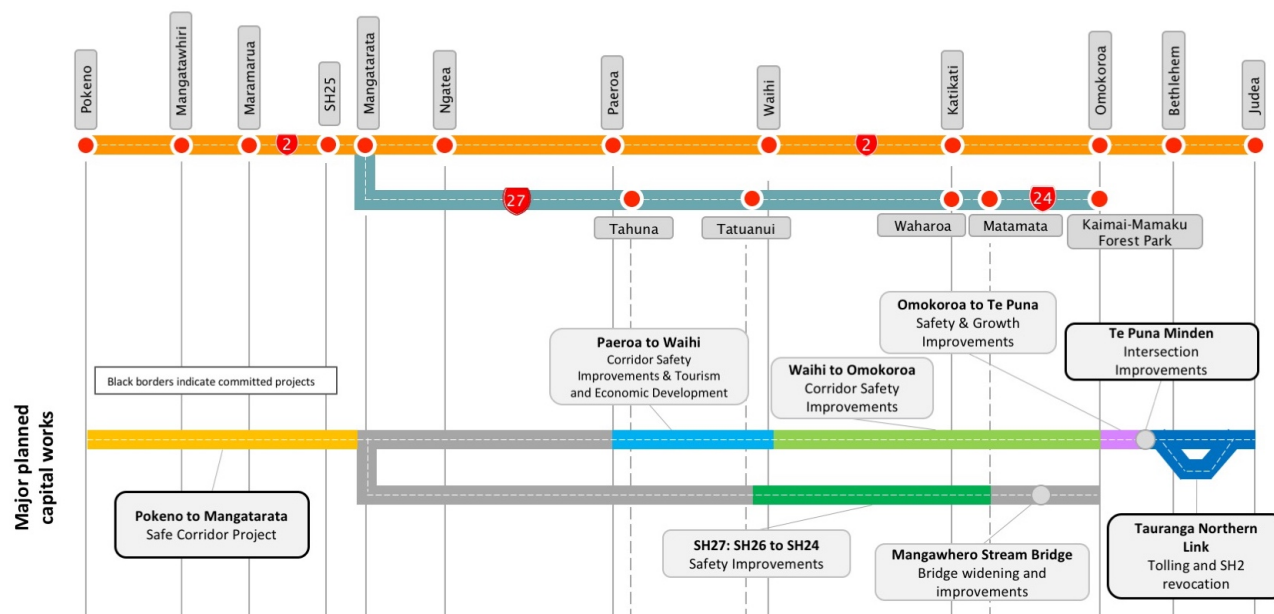 Pokeno
Mangatawhiri
Maramarua
SH25
Mangatarata
Ngatea
Paeroa
Waihi
Katikati
Omokoroa
Bethlehem
Judea
2
2
27
24
Tahuna
Tatuanui
Waharoa
Matamata
Kaimai-Mamaku
Forest Park
Omokoroa to Te Puna
Safety & Growth
Improvements
Te Puna Minden
Intersection
Improvements
Paeroa to Waihi
Corridor Safety
Improvements & Tourism
and Economic Development
Waihi to Omokoroa
Corridor Safety
Improvements
Black borders indicate committed projects
Major planned
capital works
Pokeno to Mangatarata
Safe Corridor Project
SH27: SH26 to SH24
Safety Improvements
Mangawhero Stream Bridge
Bridge widening and
improvements
Tauranga Northern
Link
Tolling and SH2
revocation